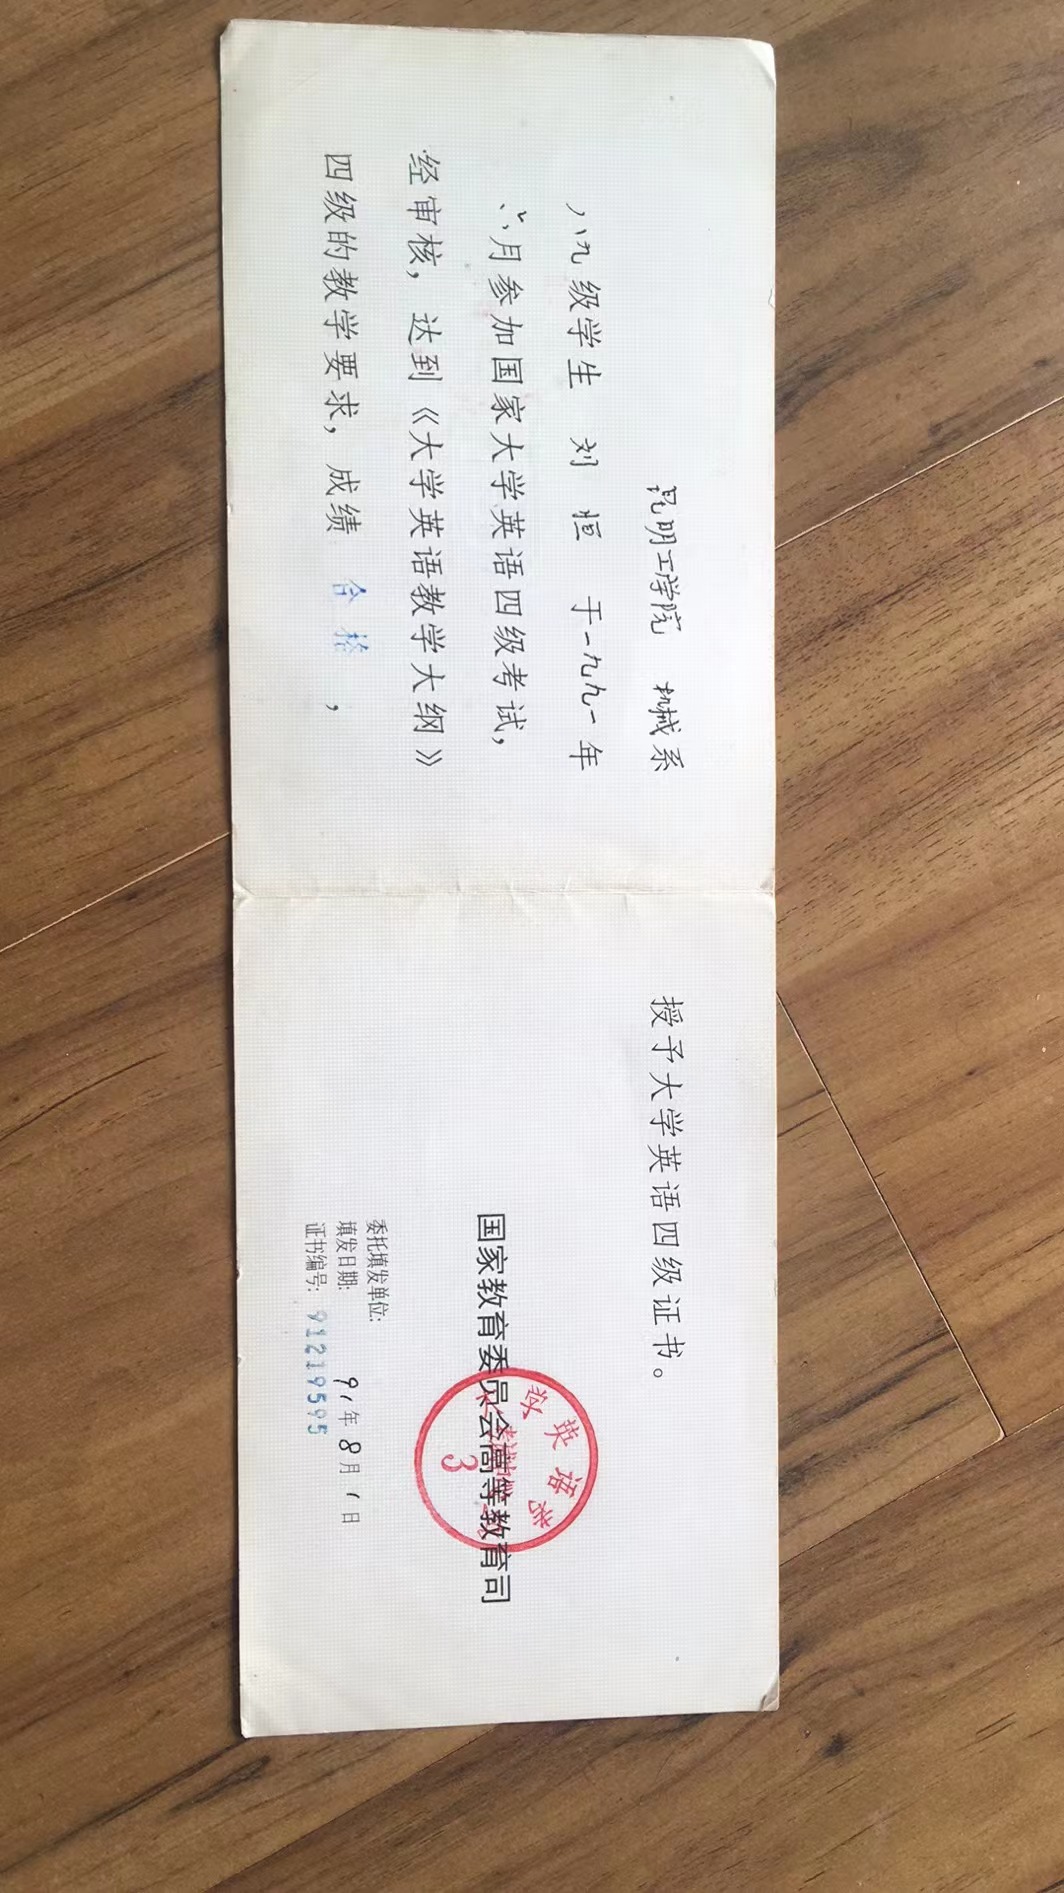 昆明工学院 机械系
八九级学生 刘恒 于一九九一年
六月参加国家大学英语四级考试，
经审核，达到《大学英语教学大纲》
四级的教学要求，成绩 合格，
授予大学英语四级证书。
国家教育委员会高等教育司
学英语考
3
委托填发单位：
填发日期： 91年8月1日
证书编号：91219595